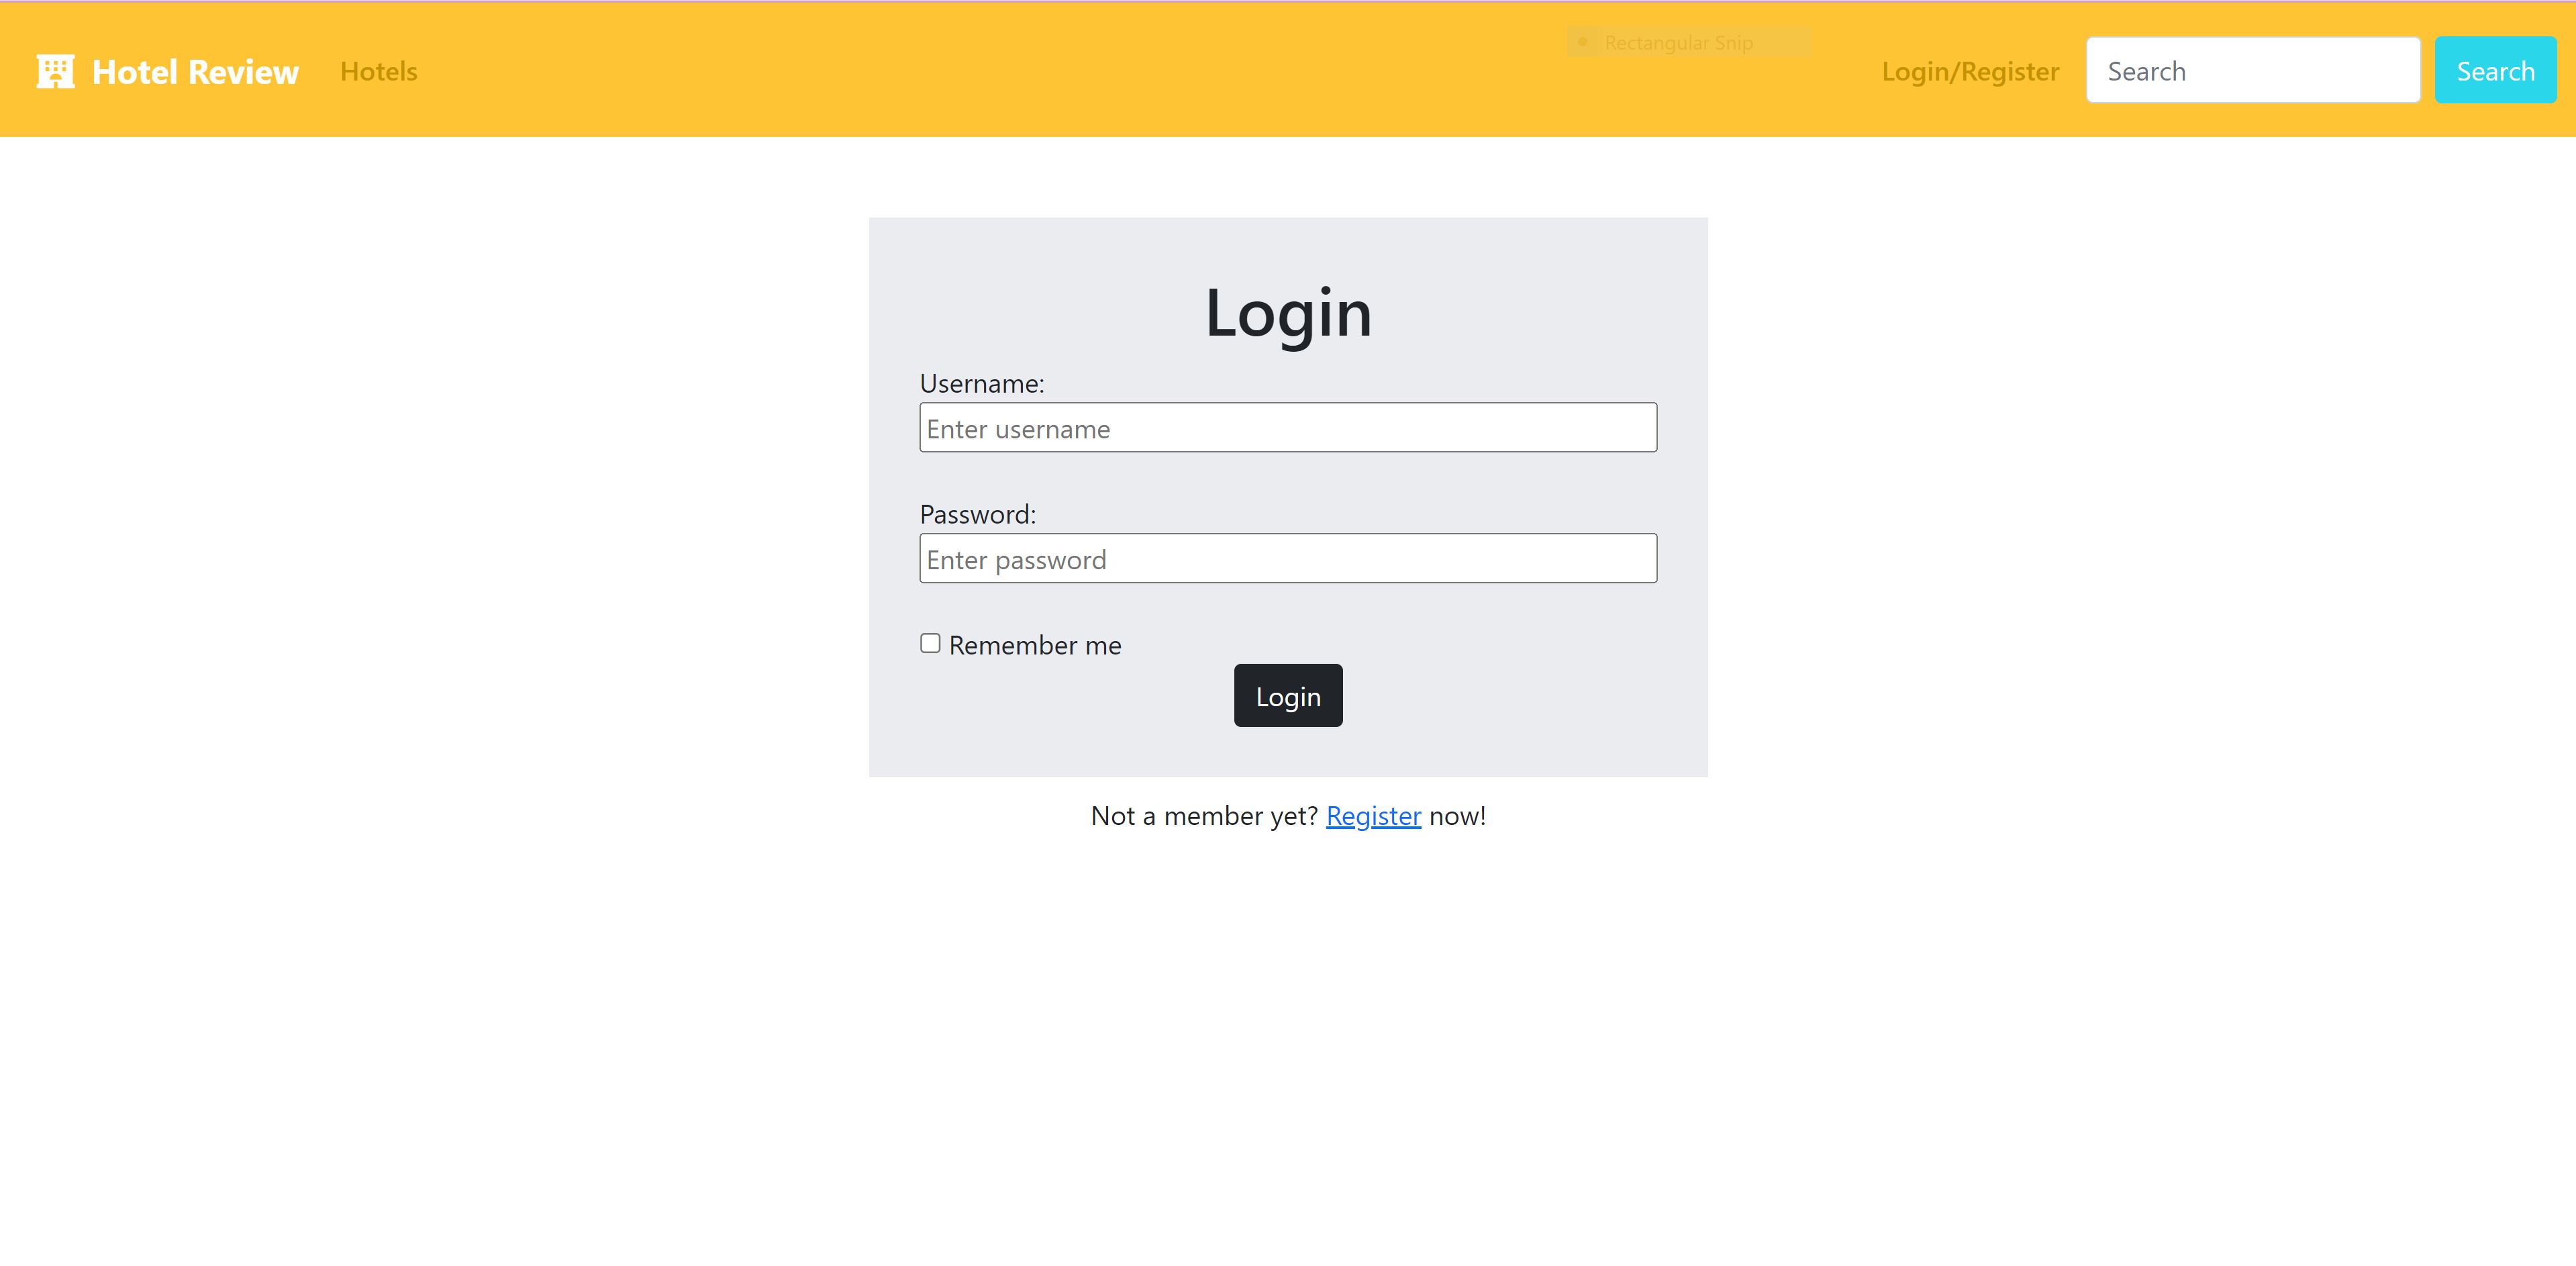 Hotel Review Hotels Rectangular Snip Login/Register Search Search
Login
Username:
Enter username
Password:
Enter password
Remember me
Login
Not a member yet? Register now!